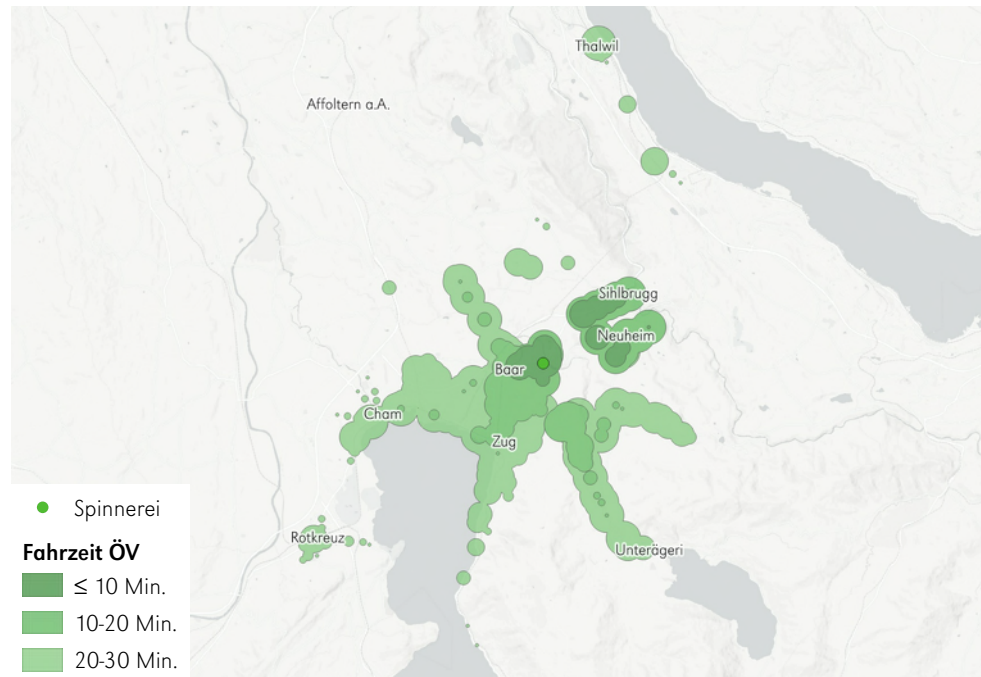 Thalwil
Affoltern a.A.
Sihlbrugg
Neuheim
Baar
Cham
Zug
Rotkreuz
Unterägeri
Spinnerei
Fahrzeit ÖV
≤ 10 Min.
10-20 Min.
20-30 Min.